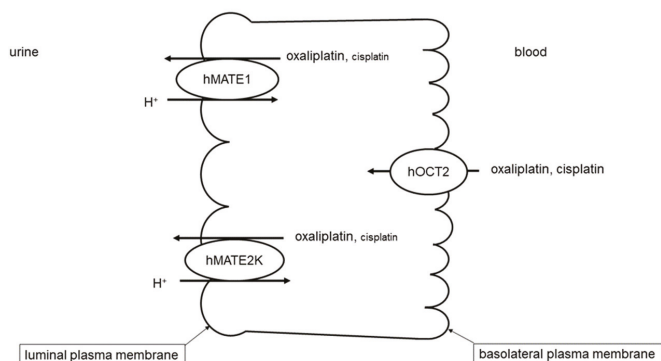 urine
blood
oxaliplatin, cisplatin
hMATE1
H⁺
hOCT2
oxaliplatin, cisplatin
oxaliplatin, cisplatin
hMATE2K
H⁺
luminal plasma membrane
basolateral plasma membrane